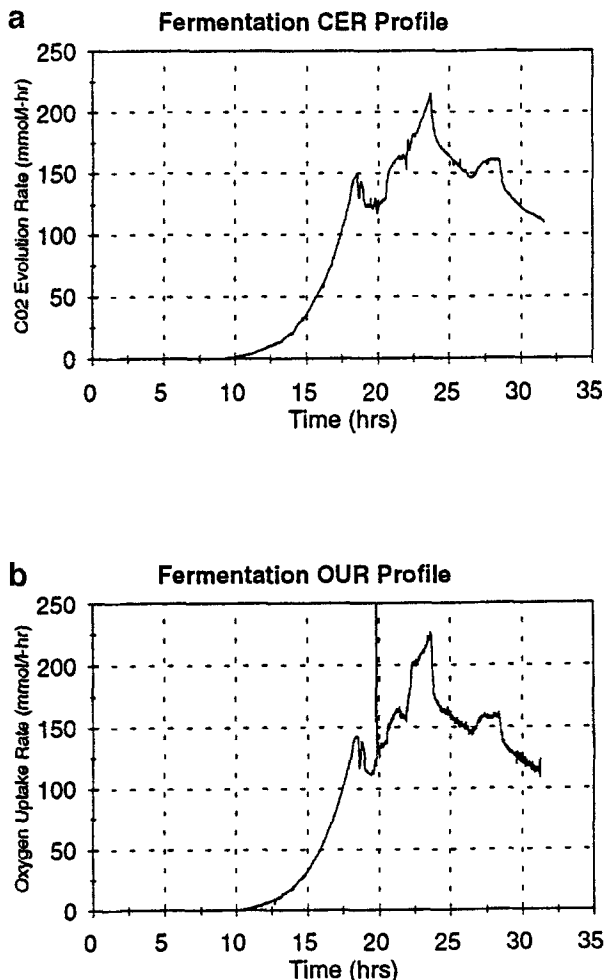 a
Fermentation CER Profile
C02 Evolution Rate (mmol/l-hr)
250
200
150
100
50
0
0 5 10 15 20 25 30 35
Time (hrs)
b
Fermentation OUR Profile
Oxygen Uptake Rate (mmol/l-hr)
250
200
150
100
50
0
0 5 10 15 20 25 30 35
Time (hrs)